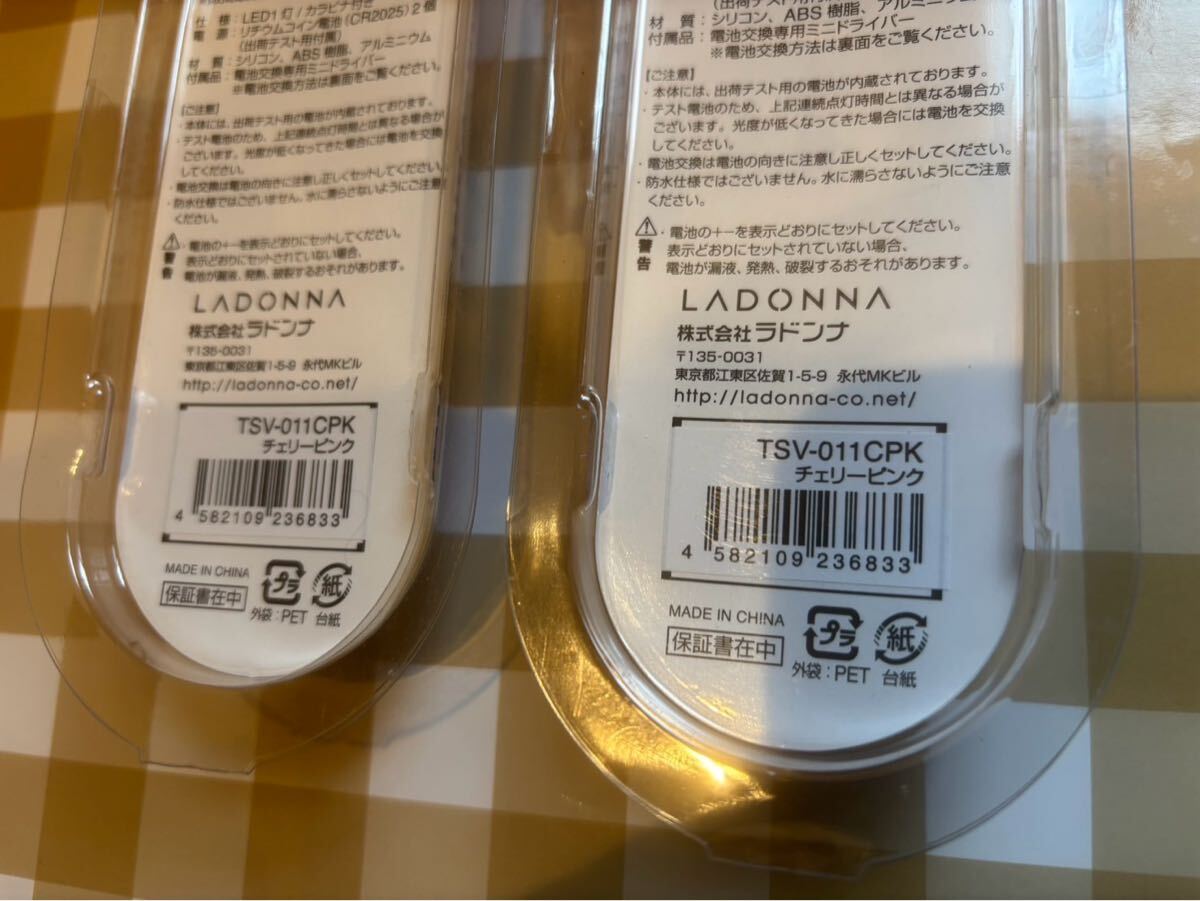 仕 様：LED1灯/カラビナ付き
電 源：リチウムコイン電池(CR2025)2個
(出荷テスト用付属)
材 質：シリコン、ABS樹脂、アルミニウム
付属品：電池交換専用ミニドライバー
※電池交換方法は裏面をご覧ください。
【ご注意】
・本体には、出荷テスト用の電池が内蔵されております。
・テスト電池のため、上記連続点灯時間とは異なる場合が
ございます。光度が低くなってきた場合には電池を交換
してください。
・電池交換は電池の向きに注意し正しくセットしてください。
・防水仕様ではございません。水に濡らさないようにご注意
ください。
警告
・電池の+−を表示どおりにセットしてください。
表示どおりにセットされていない場合、
電池が漏液、発熱、破裂するおそれがあります。
LADONNA
株式会社ラドンナ
〒135-0031
東京都江東区佐賀1-5-9 永代MKビル
http://ladonna-co.net/
TSV-011CPK
チェリーピンク
4 582109 236833
MADE IN CHINA
保証書在中
プラ
紙
外袋：PET 台紙
材 質：シリコン、ABS樹脂、アルミニウム
付属品：電池交換専用ミニドライバー
※電池交換方法は裏面をご覧ください。
【ご注意】
・本体には、出荷テスト用の電池が内蔵されております。
・テスト電池のため、上記連続点灯時間とは異なる場合が
ございます。光度が低くなってきた場合には電池を交換
してください。
・電池交換は電池の向きに注意し正しくセットしてください。
・防水仕様ではございません。水に濡らさないようにご注意
ください。
警告
・電池の+−を表示どおりにセットしてください。
表示どおりにセットされていない場合、
電池が漏液、発熱、破裂するおそれがあります。
LADONNA
株式会社ラドンナ
〒135-0031
東京都江東区佐賀1-5-9 永代MKビル
http://ladonna-co.net/
TSV-011CPK
チェリーピンク
4 582109 236833
MADE IN CHINA
保証書在中
プラ
紙
外袋：PET 台紙